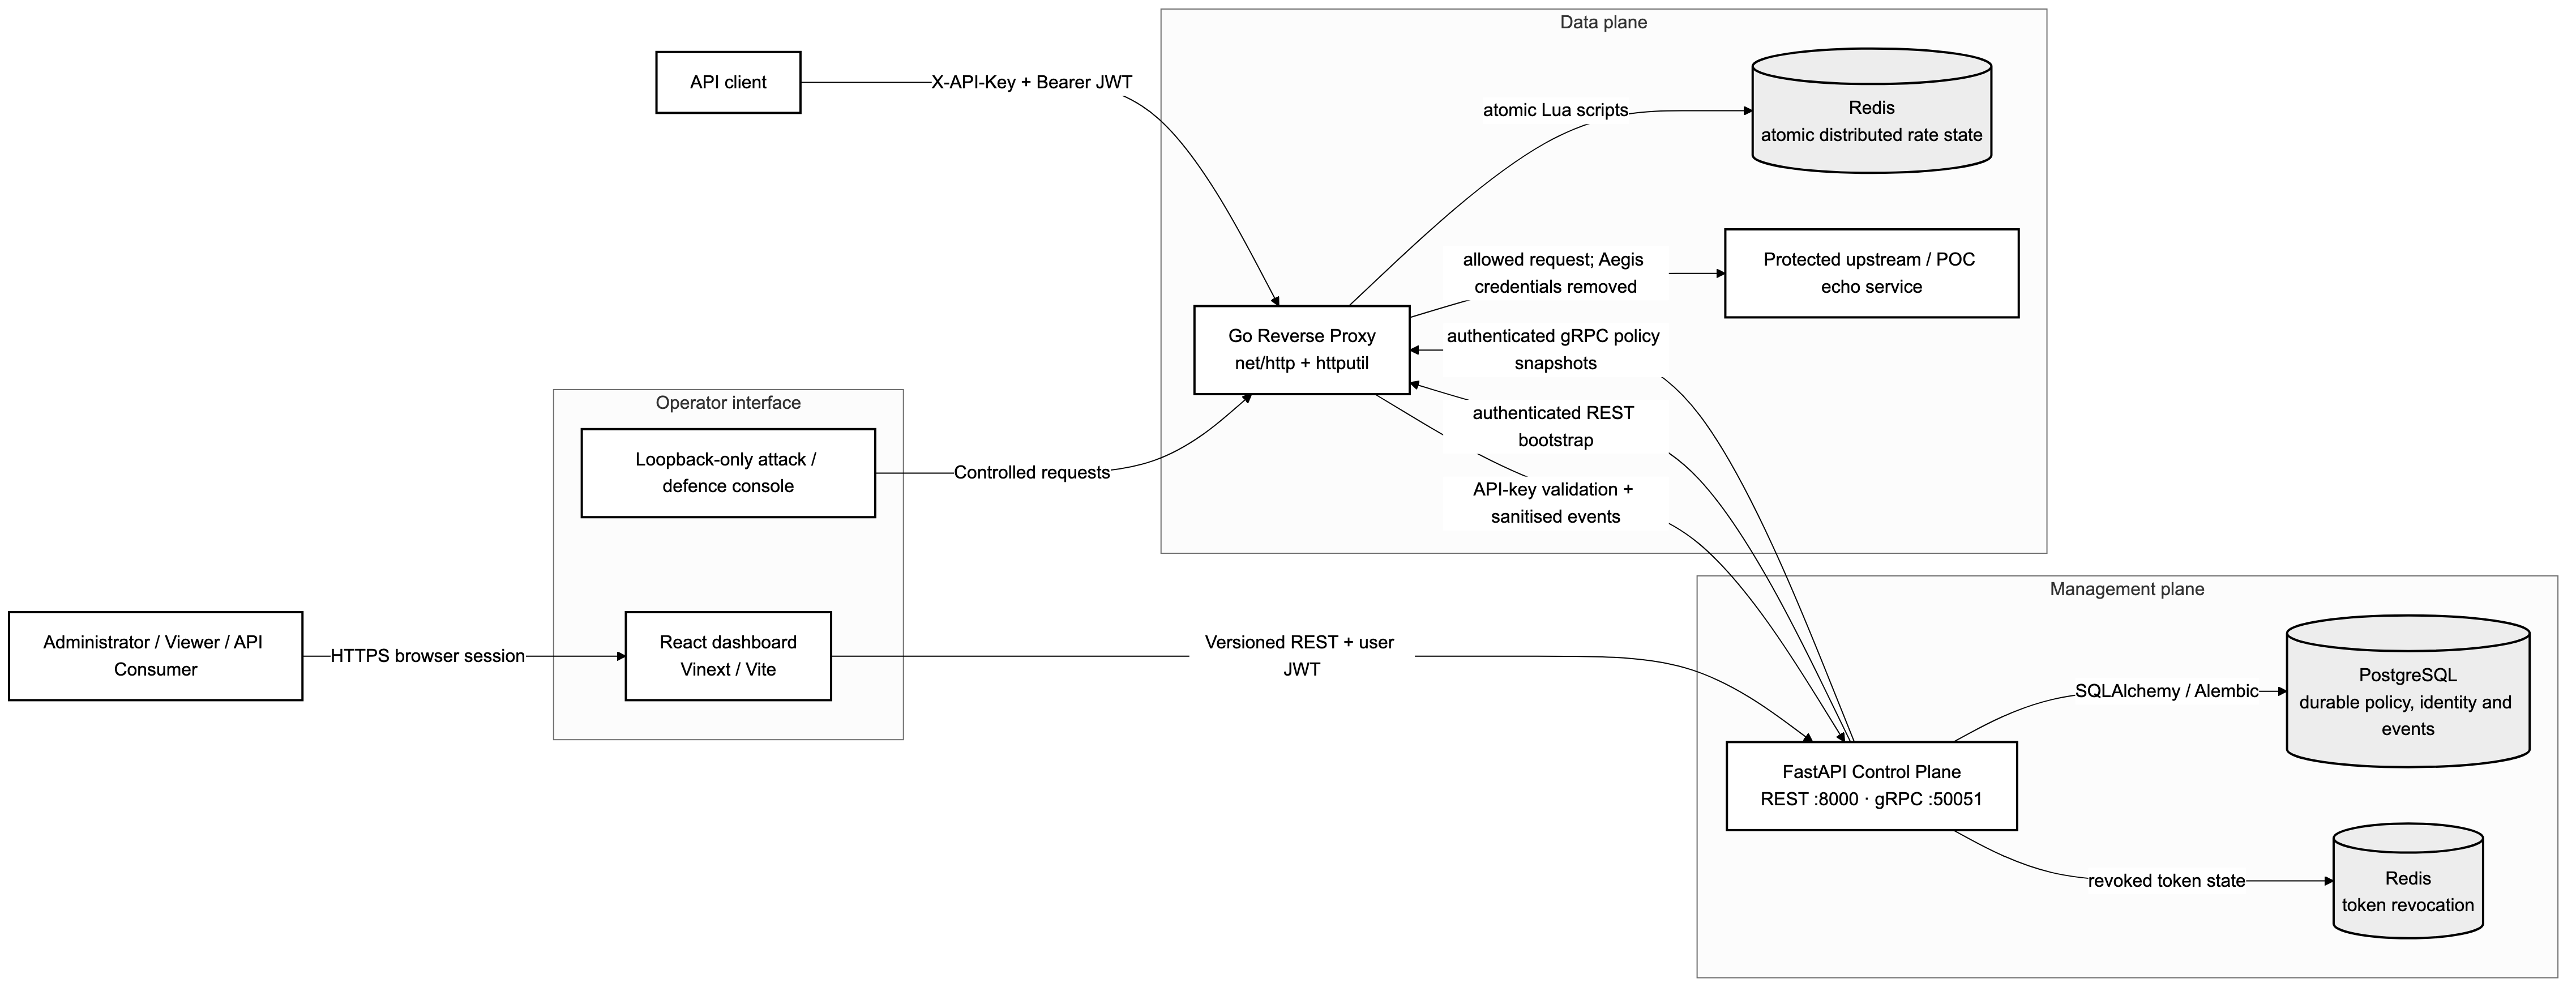 Data plane
API client
X-API-Key + Bearer JWT
atomic Lua scripts
Redis
atomic distributed rate state
allowed request; Aegis
credentials removed
Protected upstream / POC
echo service
Go Reverse Proxy
net/http + httputil
authenticated gRPC policy
snapshots
authenticated REST
bootstrap
API-key validation +
sanitised events
Operator interface
Loopback-only attack /
defence console
Controlled requests
Administrator / Viewer / API
Consumer
HTTPS browser session
React dashboard
Vinext / Vite
Versioned REST + user
JWT
Management plane
FastAPI Control Plane
REST :8000 · gRPC :50051
SQLAlchemy / Alembic
PostgreSQL
durable policy, identity and
events
revoked token state
Redis
token revocation